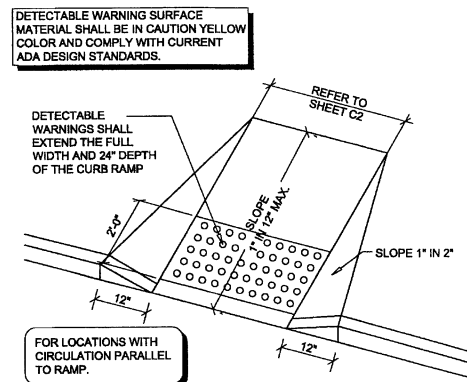 DETECTABLE WARNING SURFACE
MATERIAL SHALL BE IN CAUTION YELLOW
COLOR AND COMPLY WITH CURRENT
ADA DESIGN STANDARDS.
REFER TO
SHEET C2
DETECTABLE
WARNINGS SHALL
EXTEND THE FULL
WIDTH AND 24" DEPTH
OF THE CURB RAMP
SLOPE
1" IN 12" MAX.
2'-0"
SLOPE 1" IN 2"
12"
12"
FOR LOCATIONS WITH
CIRCULATION PARALLEL
TO RAMP.